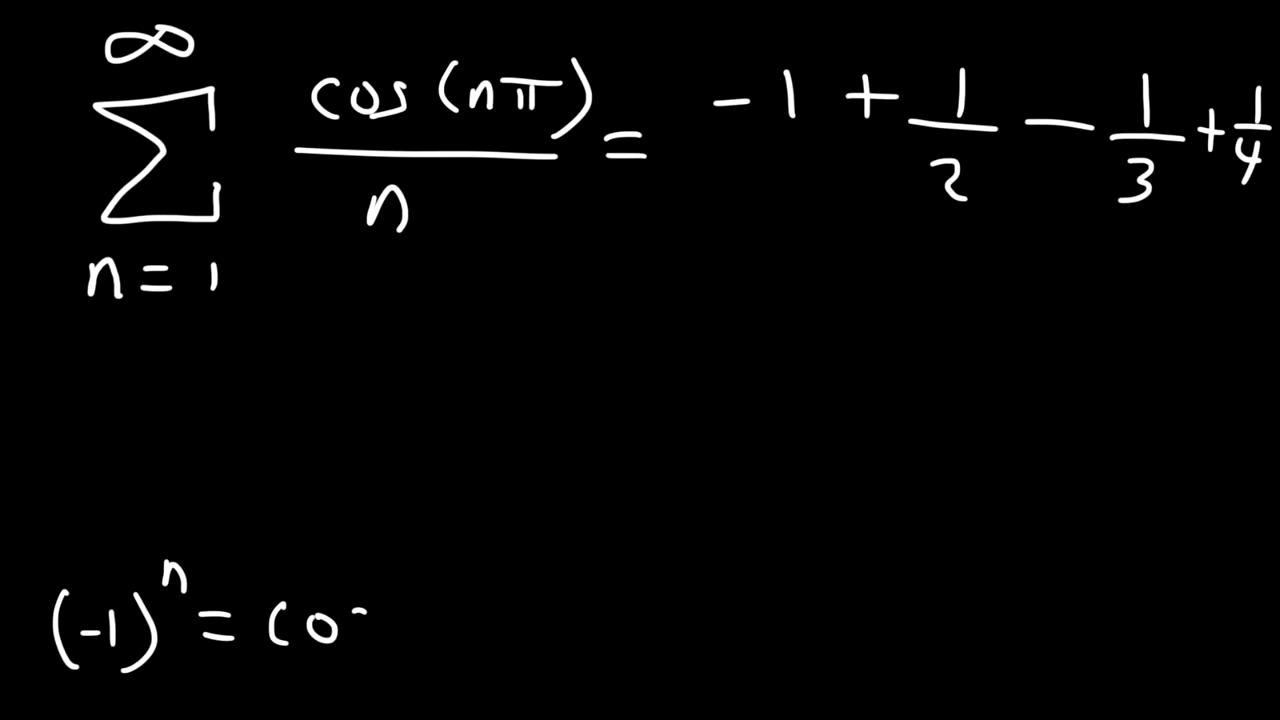 ∞
∑ cos(nπ)/n = -1 + 1/2 - 1/3 + 1/4
n = 1
(-1)^n = co